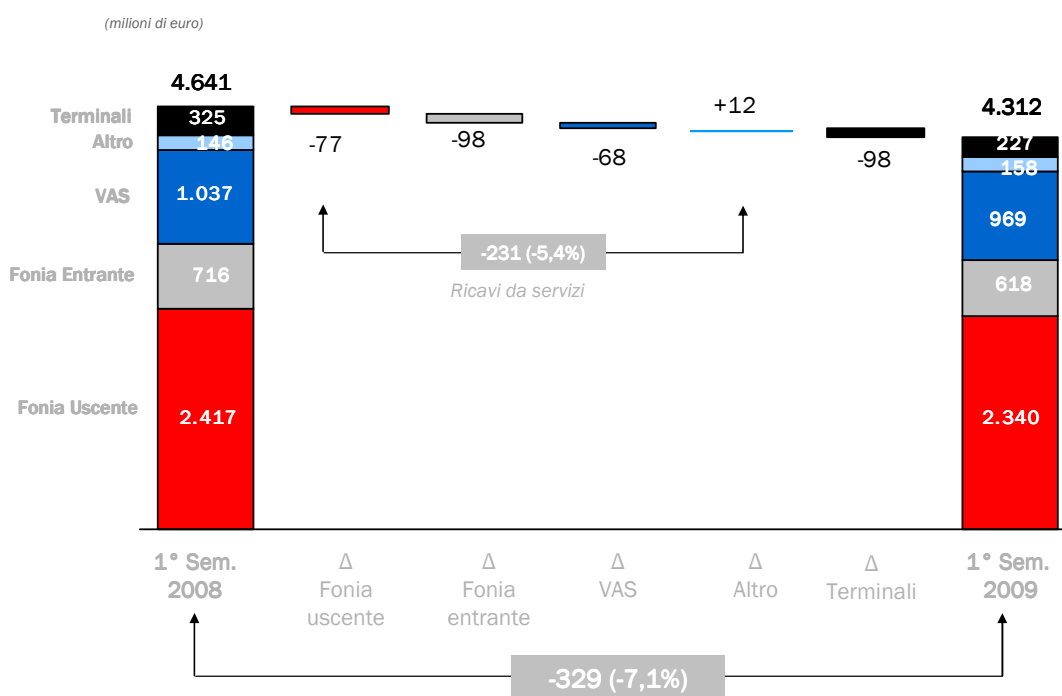 (milioni di euro)
4.641
Terminali
325
Altro
146
VAS
1.037
Fonia Entrante
716
Fonia Uscente
2.417
-77
-98
-68
+12
-98
-231 (-5,4%)
Ricavi da servizi
4.312
227
158
969
618
2.340
1° Sem.
2008
Δ
Fonia
uscente
Δ
Fonia
entrante
Δ
VAS
Δ
Altro
Δ
Terminali
1° Sem.
2009
-329 (-7,1%)